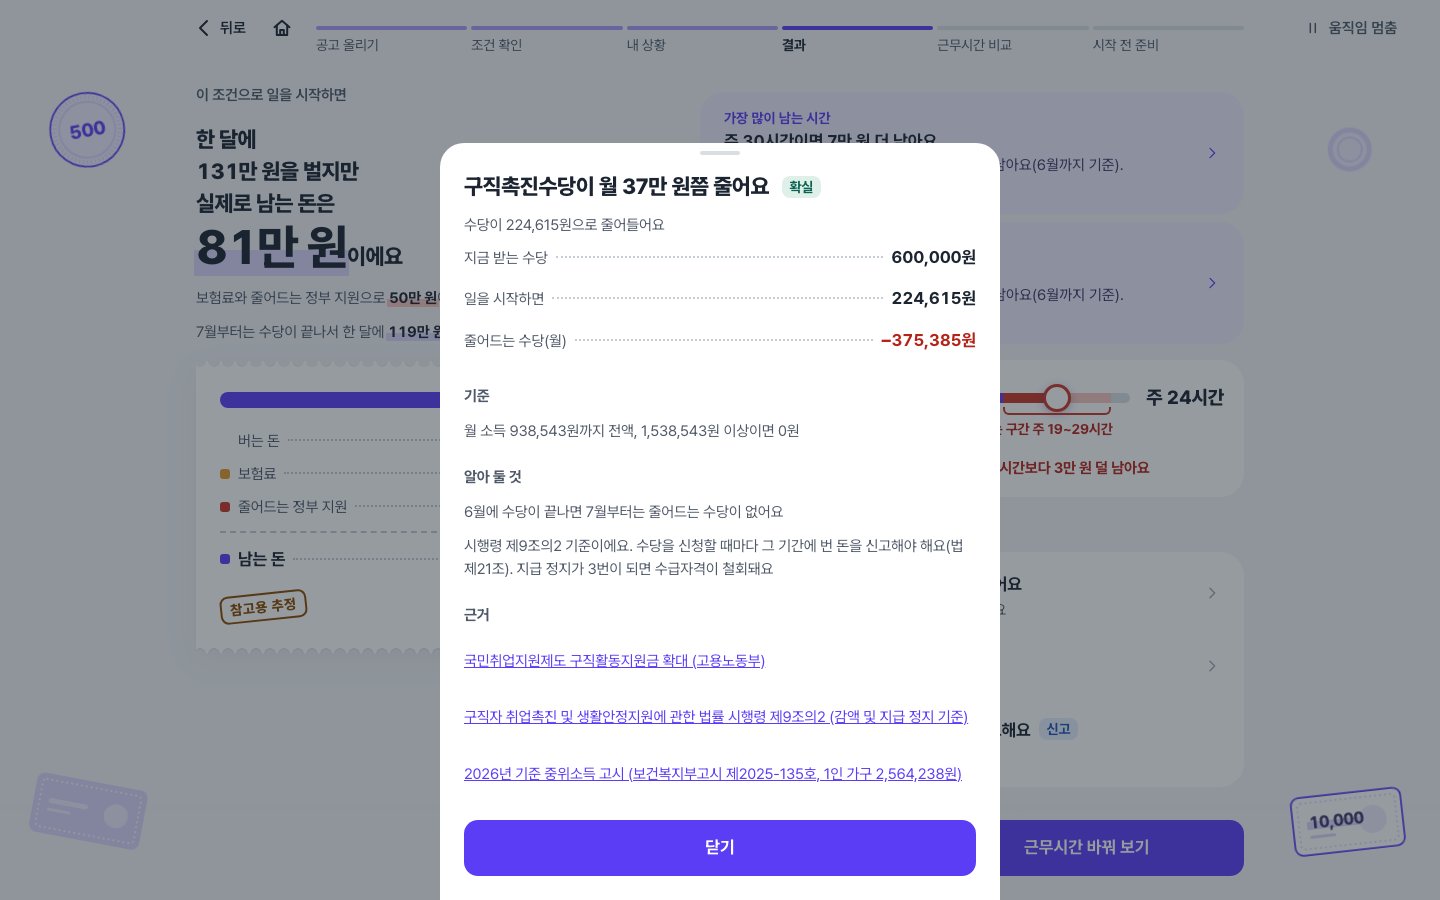 뒤로
공고 올리기
조건 확인
내 상황
결과
근무시간 비교
시작 전 준비
움직임 멈춤
500
이 조건으로 일을 시작하면
한 달에
131만 원을 벌지만
실제로 남는 돈은
81만 원이에요
보험료와 줄어드는 정부 지원으로 50만 원
7월부터는 수당이 끝나서 한 달에 119만
버는 돈
보험료
줄어드는 정부 지원
남는 돈
참고용 추정
가장 많이 남는 시간
주 30시간이면 7만 원 더 남아요
남아요(6월까지 기준).
남아요(6월까지 기준).
주 24시간
구간 주 19~29시간
시간보다 3만 원 덜 남아요
해요
신고
근무시간 바꿔 보기
10,000
구직촉진수당이 월 37만 원쯤 줄어요
확실
수당이 224,615원으로 줄어들어요
지금 받는 수당 600,000원
일을 시작하면 224,615원
줄어드는 수당(월) −375,385원
기준
월 소득 938,543원까지 전액, 1,538,543원 이상이면 0원
알아 둘 것
6월에 수당이 끝나면 7월부터는 줄어드는 수당이 없어요
시행령 제9조의2 기준이에요. 수당을 신청할 때마다 그 기간에 번 돈을 신고해야 해요(법
제21조). 지급 정지가 3번이 되면 수급자격이 철회돼요
근거
국민취업지원제도 구직활동지원금 확대 (고용노동부)
구직자 취업촉진 및 생활안정지원에 관한 법률 시행령 제9조의2 (감액 및 지급 정지 기준)
2026년 기준 중위소득 고시 (보건복지부고시 제2025-135호, 1인 가구 2,564,238원)
닫기